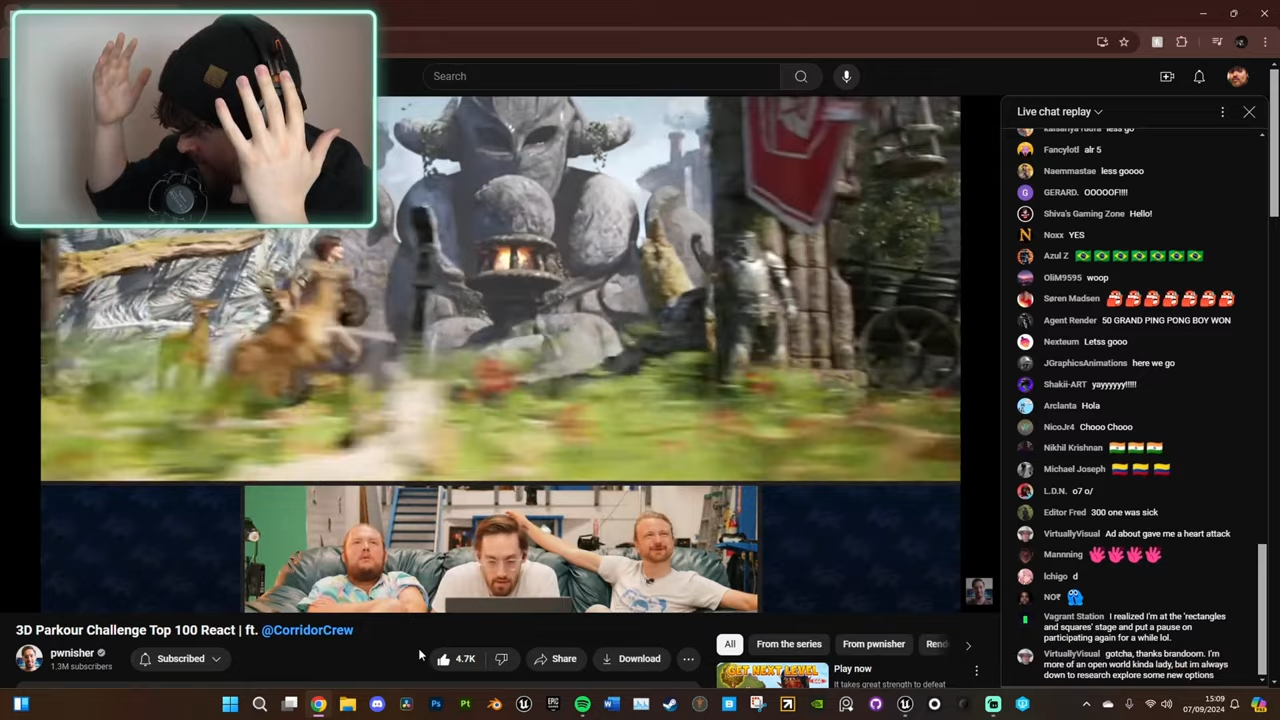 Search
Live chat replay
less go
Fancylotl alr 5
Naemmastae less goooo
G
GERARD. OOOOOF!!!!
Shiva's Gaming Zone Hello!
N
Noxx YES
Azul Z
OliM9595 woop
Søren Madsen
Agent Render 50 GRAND PING PONG BOY WON
Nexteum Letss gooo
JGraphicsAnimations here we go
Shakii-ART yayyyyyy!!!!!
Arclanta Hola
NicoJr4 Chooo Chooo
Nikhil Krishnan
Michael Joseph
L.D.N. o7 o/
Editor Fred 300 one was sick
VirtuallyVisual Ad about gave me a heart attack
Mannning
Ichigo d
Vagrant Station I realized I'm at the 'rectangles
and squares' stage and put a pause on
participating again for a while lol.
VirtuallyVisual gotcha, thanks brandoom. I'm
more of an open world kinda lady, but im always
down to research explore some new options
3D Parkour Challenge Top 100 React | ft. @CorridorCrew
pwnisher
1.3M subscribers
Subscribed
4.7K
Share
Download
All
From the series
From pwnisher
GET NEXT LEVEL
Play now
It takes great strength to defeat
Ps
Pt
15:09
07/09/2024